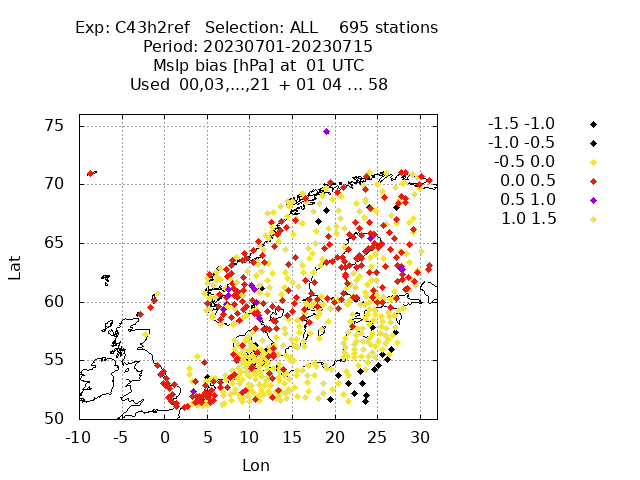 Exp: C43h2ref   Selection: ALL    695 stations
Period: 20230701-20230715
Mslp bias [hPa] at  01 UTC
Used  00,03,...,21  + 01 04 ... 58
-1.5 -1.0
-1.0 -0.5
-0.5 0.0
0.0 0.5
0.5 1.0
1.0 1.5
75
70
65
60
55
50
Lat
-10 -5 0 5 10 15 20 25 30
Lon